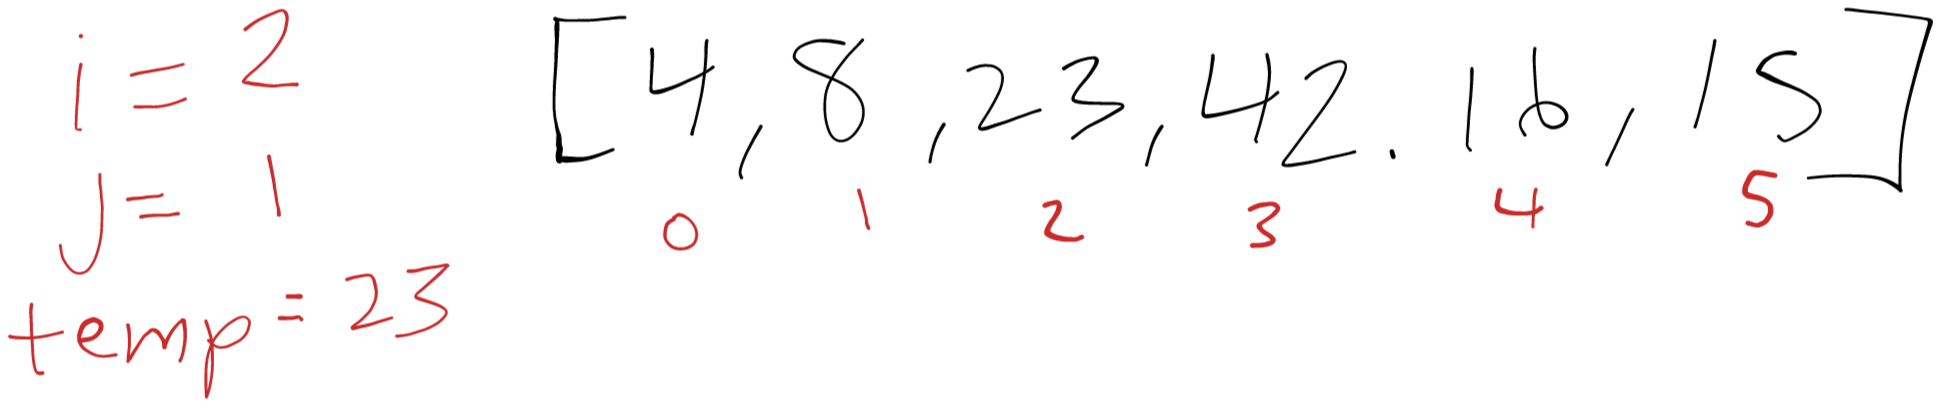 i = 2
[4, 8, 23, 42. 16, 15]
j = 1
0 1 2 3 4 5
temp = 23